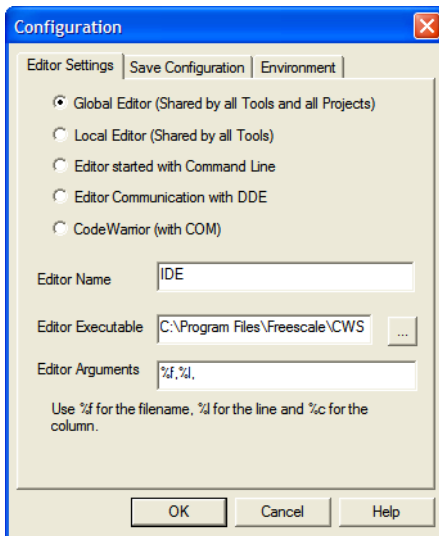 Configuration
Editor Settings Save Configuration Environment
Global Editor (Shared by all Tools and all Projects)
Local Editor (Shared by all Tools)
Editor started with Command Line
Editor Communication with DDE
CodeWarrior (with COM)
Editor Name IDE
Editor Executable C:\Program Files\Freescale\CWS ...
Editor Arguments %f,%l,
Use %f for the filename, %l for the line and %c for the
column.
OK Cancel Help